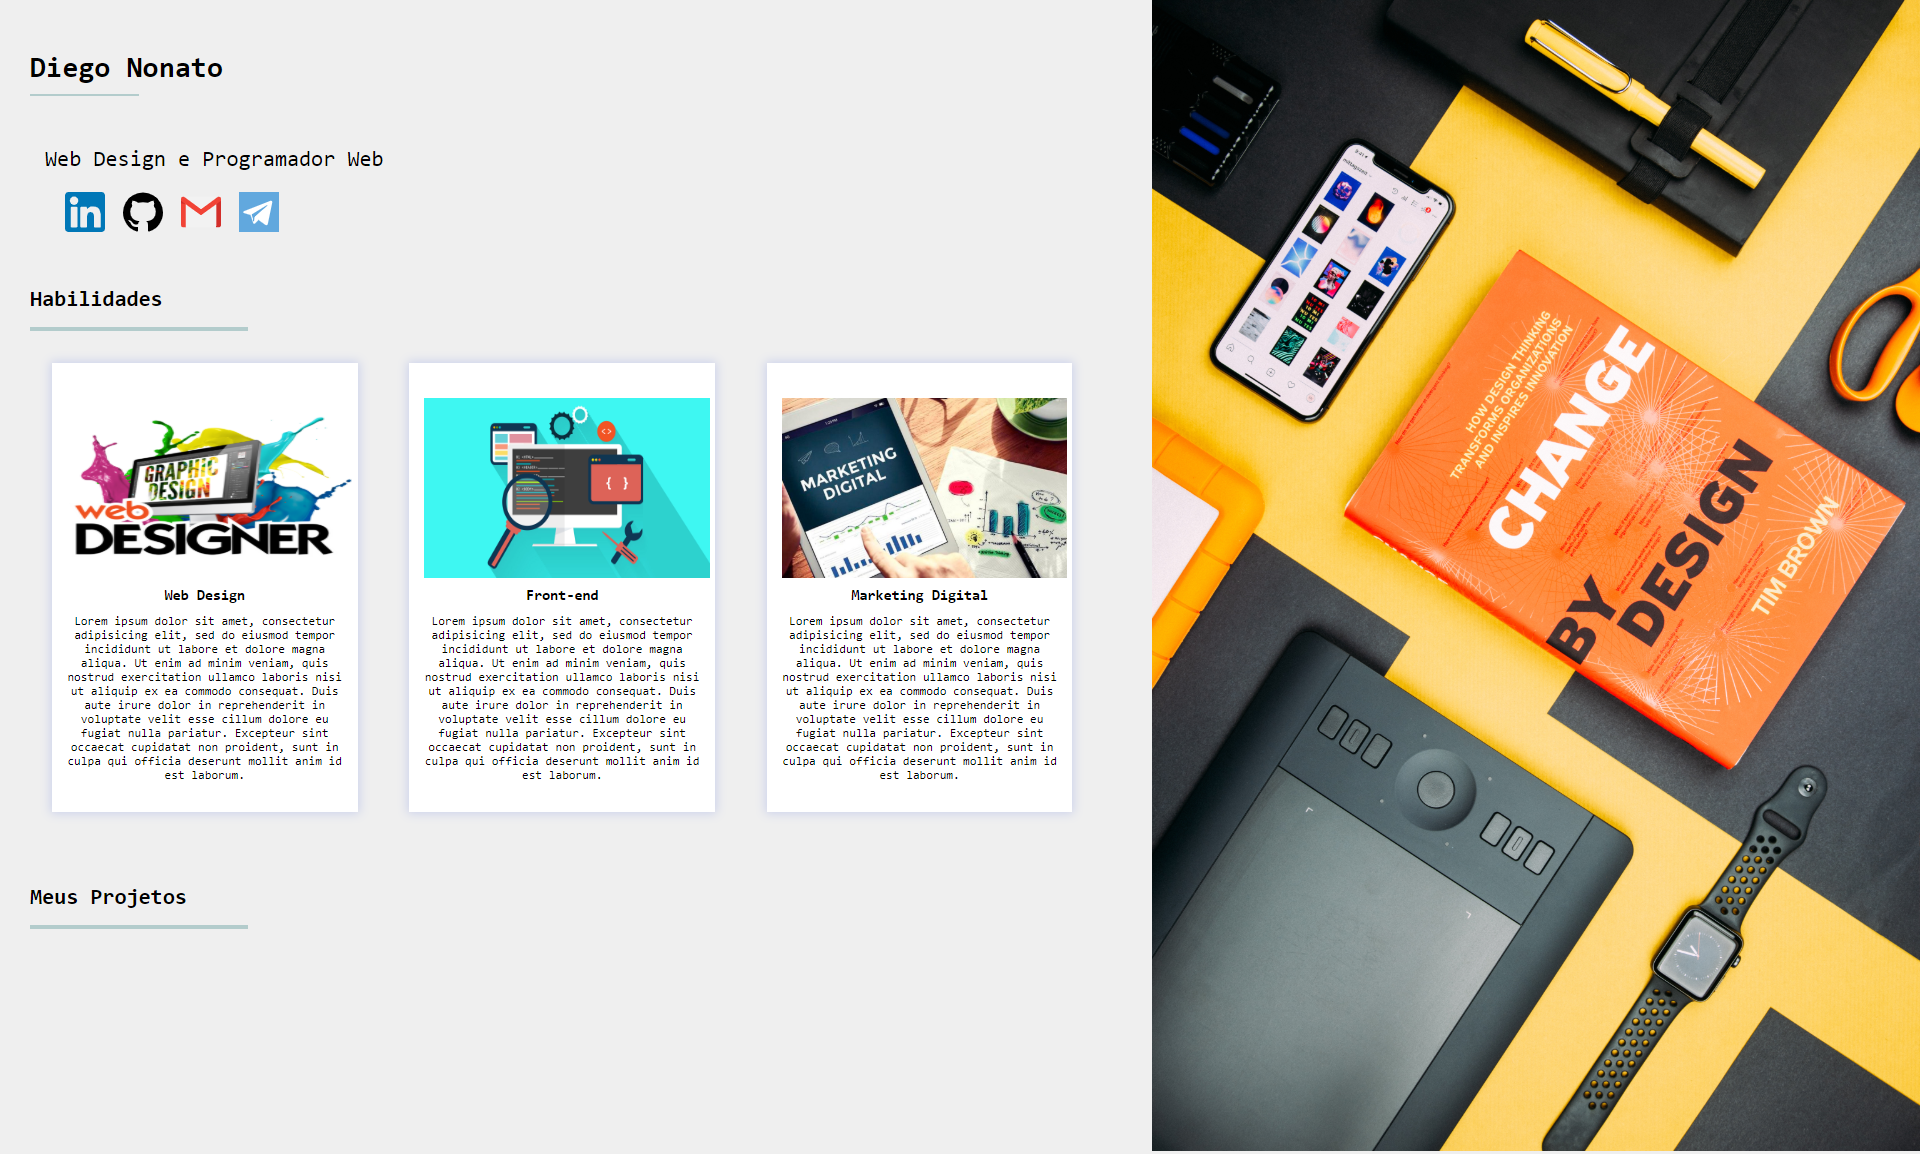 Diego Nonato
Web Design e Programador Web
in
Habilidades
GRAPHIC
DESIGN
web
DESIGNER
Web Design
Lorem ipsum dolor sit amet, consectetur
adipisicing elit, sed do eiusmod tempor
incididunt ut labore et dolore magna
aliqua. Ut enim ad minim veniam, quis
nostrud exercitation ullamco laboris nisi
ut aliquip ex ea commodo consequat. Duis
aute irure dolor in reprehenderit in
voluptate velit esse cillum dolore eu
fugiat nulla pariatur. Excepteur sint
occaecat cupidatat non proident, sunt in
culpa qui officia deserunt mollit anim id
est laborum.
Front-end
Lorem ipsum dolor sit amet, consectetur
adipisicing elit, sed do eiusmod tempor
incididunt ut labore et dolore magna
aliqua. Ut enim ad minim veniam, quis
nostrud exercitation ullamco laboris nisi
ut aliquip ex ea commodo consequat. Duis
aute irure dolor in reprehenderit in
voluptate velit esse cillum dolore eu
fugiat nulla pariatur. Excepteur sint
occaecat cupidatat non proident, sunt in
culpa qui officia deserunt mollit anim id
est laborum.
MARKETING
DIGITAL
Marketing Digital
Lorem ipsum dolor sit amet, consectetur
adipisicing elit, sed do eiusmod tempor
incididunt ut labore et dolore magna
aliqua. Ut enim ad minim veniam, quis
nostrud exercitation ullamco laboris nisi
ut aliquip ex ea commodo consequat. Duis
aute irure dolor in reprehenderit in
voluptate velit esse cillum dolore eu
fugiat nulla pariatur. Excepteur sint
occaecat cupidatat non proident, sunt in
culpa qui officia deserunt mollit anim id
est laborum.
Meus Projetos
HOW DESIGN THINKING
TRANSFORMS ORGANIZATIONS
AND INSPIRES INNOVATION
CHANGE
BY
DESIGN
TIM BROWN